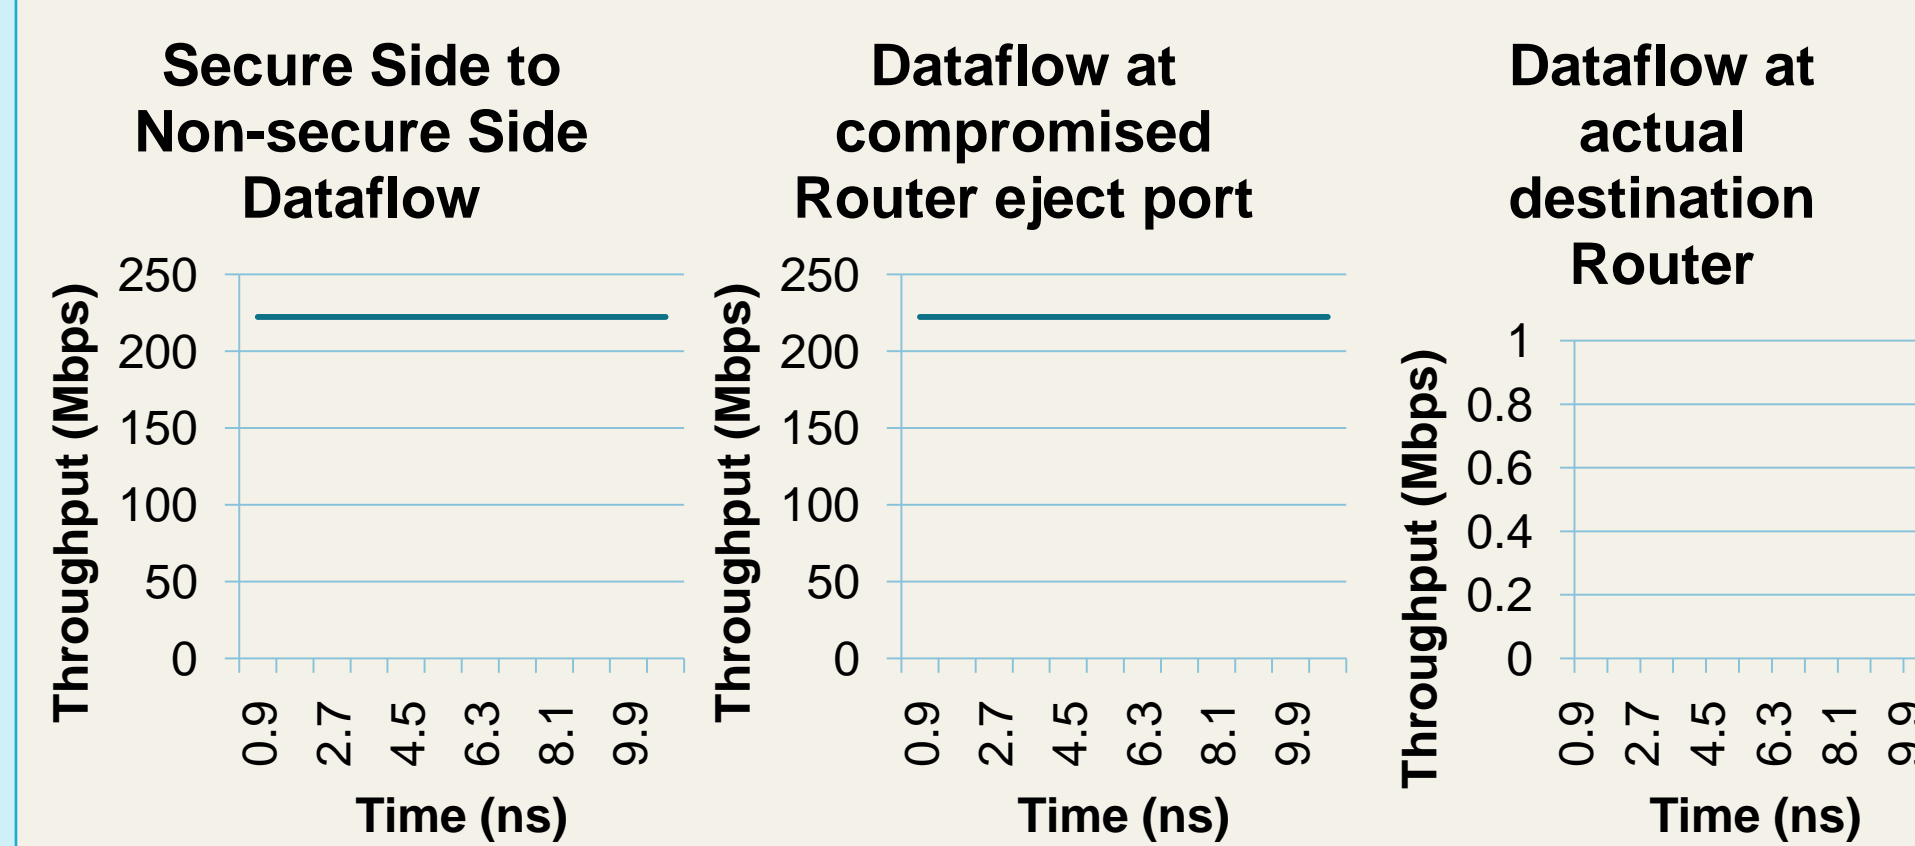 Secure Side to
Non-secure Side
Dataflow
Throughput (Mbps)
250
200
150
100
50
0
0.9
2.7
4.5
6.3
8.1
9.9
Time (ns)
Dataflow at
compromised
Router eject port
Throughput (Mbps)
250
200
150
100
50
0
0.9
2.7
4.5
6.3
8.1
9.9
Time (ns)
Dataflow at
actual
destination
Router
Throughput (Mbps)
1
0.8
0.6
0.4
0.2
0
0.9
2.7
4.5
6.3
8.1
9.9
Time (ns)